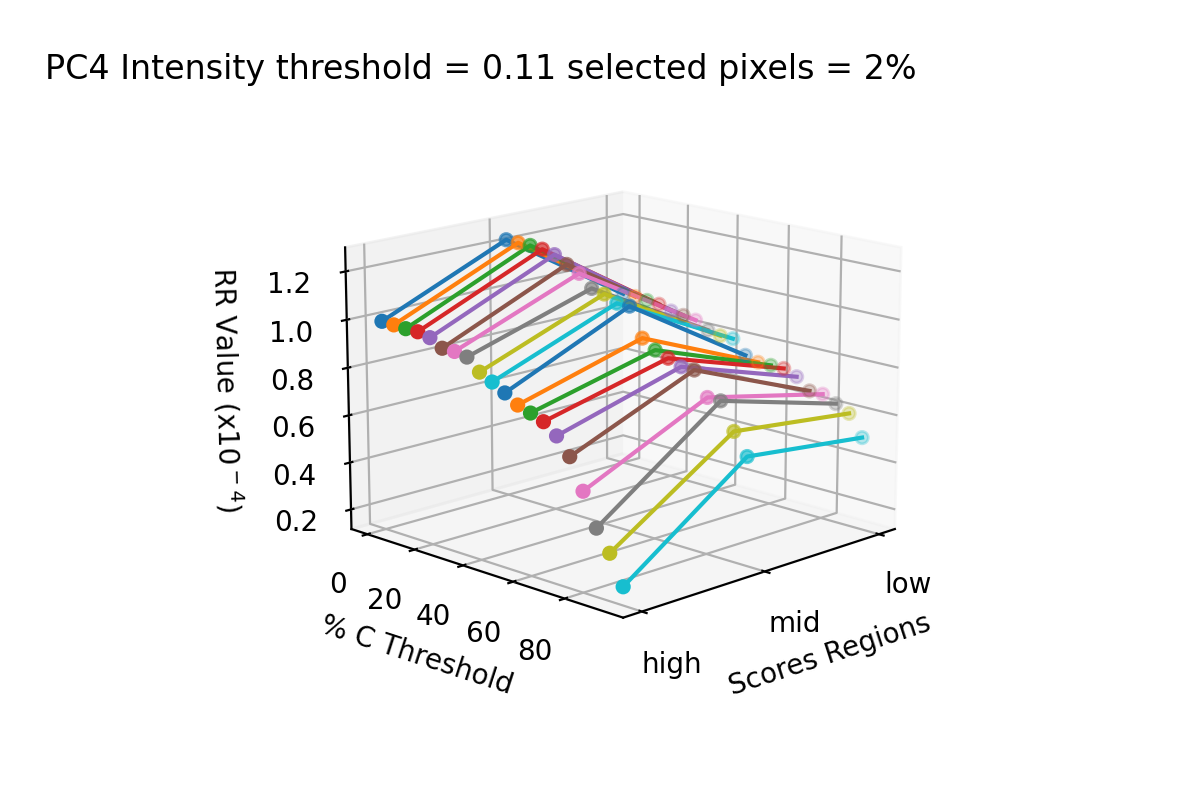 PC4 Intensity threshold = 0.11 selected pixels = 2%
RR Value (x10⁻⁴)
1.2
1.0
0.8
0.6
0.4
0.2
0
20
40
60
80
% C Threshold
high
mid
low
Scores Regions